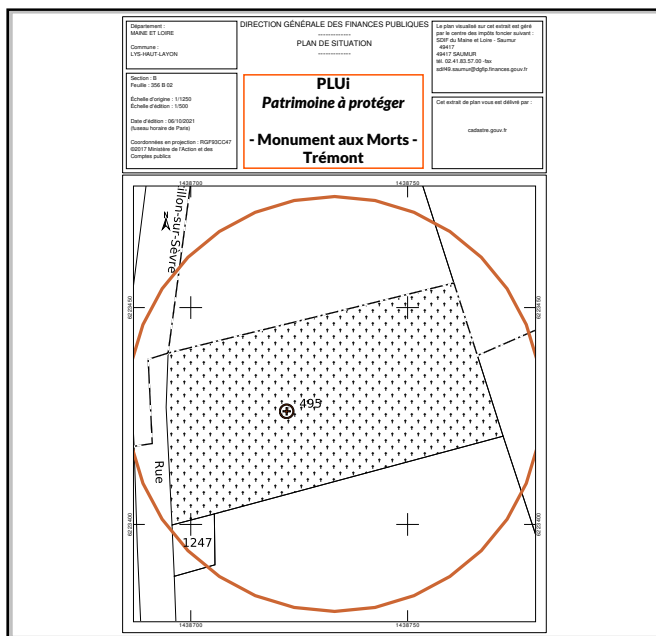 Département :
MAINE ET LOIRE
Commune :
LYS-HAUT-LAYON
Section : B
Feuille : 356 B 02
Échelle d'origine : 1/1250
Échelle d'édition : 1/500
Date d'édition : 06/10/2021
(fuseau horaire de Paris)
Coordonnées en projection : RGF93CC47
©2017 Ministère de l'Action et des
Comptes publics
DIRECTION GÉNÉRALE DES FINANCES PUBLIQUES
-------------
PLAN DE SITUATION
-------------
PLUi
Patrimoine à protéger
- Monument aux Morts -
Trémont
Le plan visualisé sur cet extrait est géré
par le centre des impôts foncier suivant :
SDIF du Maine et Loire - Saumur
49417
49417 SAUMUR
tél. 02.41.83.57.00 -fax
sdif49.saumur@dgfip.finances.gouv.fr
Cet extrait de plan vous est délivré par :
cadastre.gouv.fr
1438700
1438750
illon-sur-Sèvre
N
6223450
6223450
495
Rue
6223400
6223400
1247
1438700
1438750